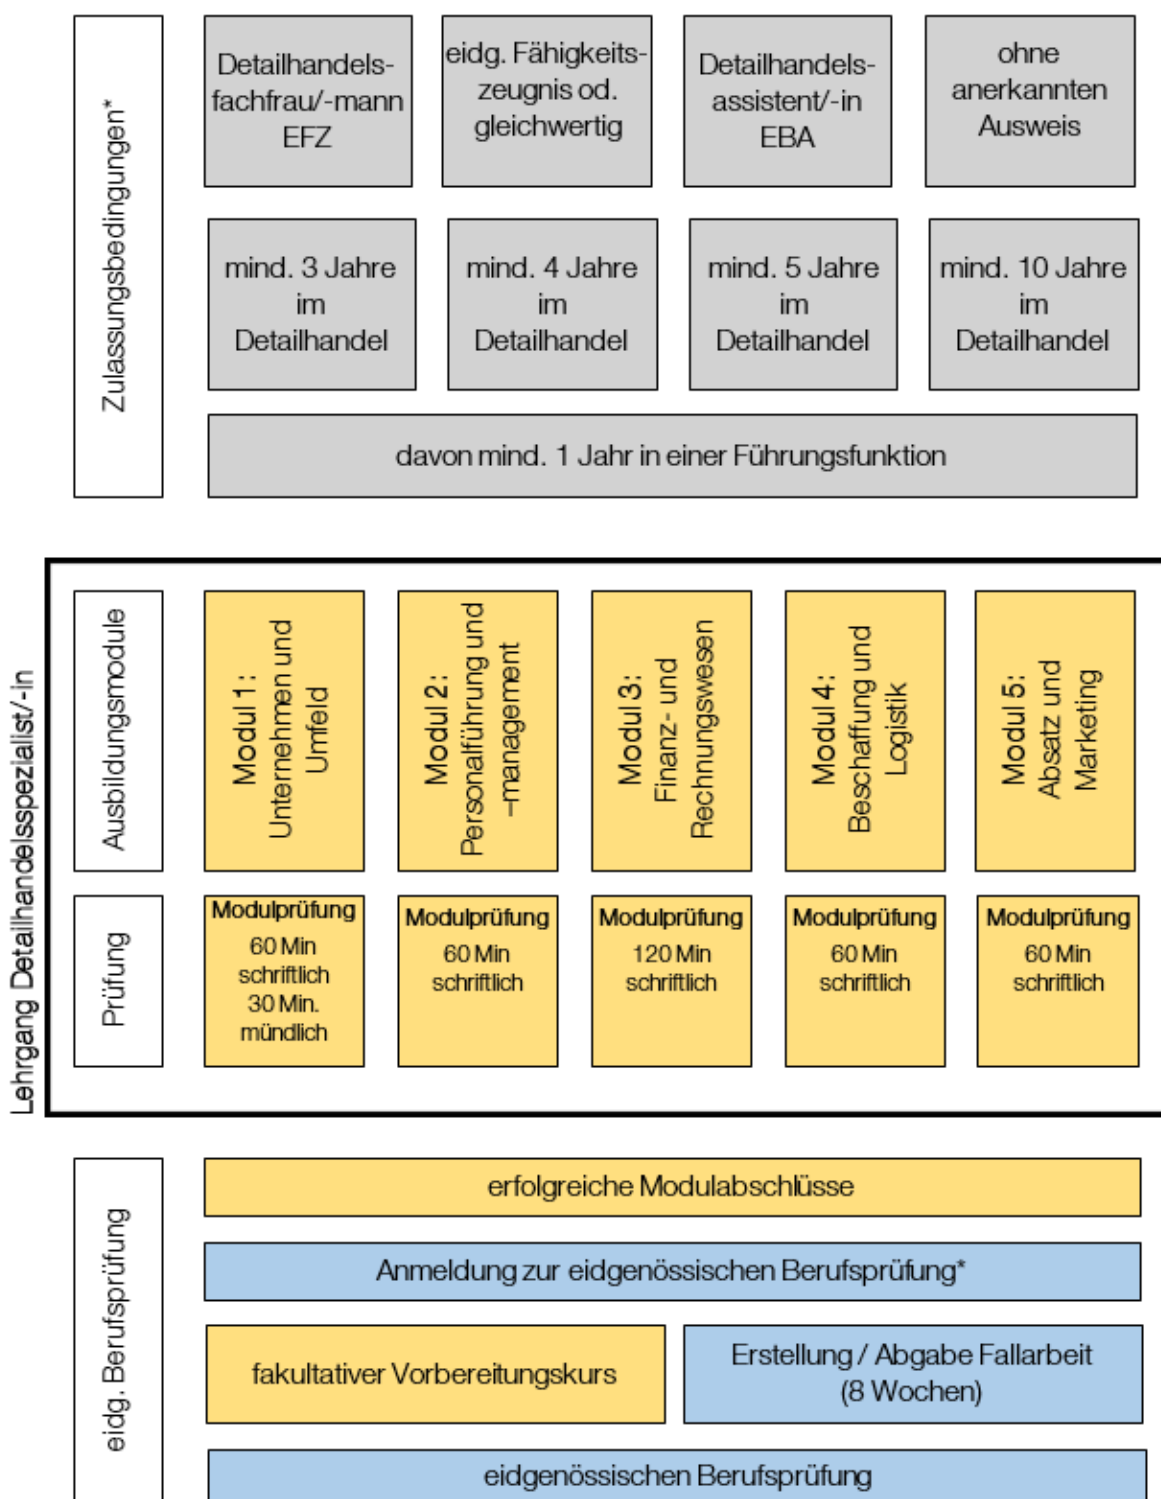 Zulassungsbedingungen*
Detailhandels-
fachfrau/-mann
EFZ
eidg. Fähigkeits-
zeugnis od.
gleichwertig
Detailhandels-
assistent/-in
EBA
ohne
anerkannten
Ausweis
mind. 3 Jahre
im
Detailhandel
mind. 4 Jahre
im
Detailhandel
mind. 5 Jahre
im
Detailhandel
mind. 10 Jahre
im
Detailhandel
davon mind. 1 Jahr in einer Führungsfunktion
Lehrgang Detailhandelsspezialist/-in
Ausbildungsmodule
Modul 1:
Unternehmen und
Umfeld
Modul 2:
Personalführung und
–management
Modul 3:
Finanz- und
Rechnungswesen
Modul 4:
Beschaffung und
Logistik
Modul 5:
Absatz und
Marketing
Prüfung
Modulprüfung
60 Min
schriftlich
30 Min.
mündlich
Modulprüfung
60 Min
schriftlich
Modulprüfung
120 Min
schriftlich
Modulprüfung
60 Min
schriftlich
Modulprüfung
60 Min
schriftlich
eidg. Berufsprüfung
erfolgreiche Modulabschlüsse
Anmeldung zur eidgenössischen Berufsprüfung*
fakultativer Vorbereitungskurs
Erstellung / Abgabe Fallarbeit
(8 Wochen)
eidgenössischen Berufsprüfung